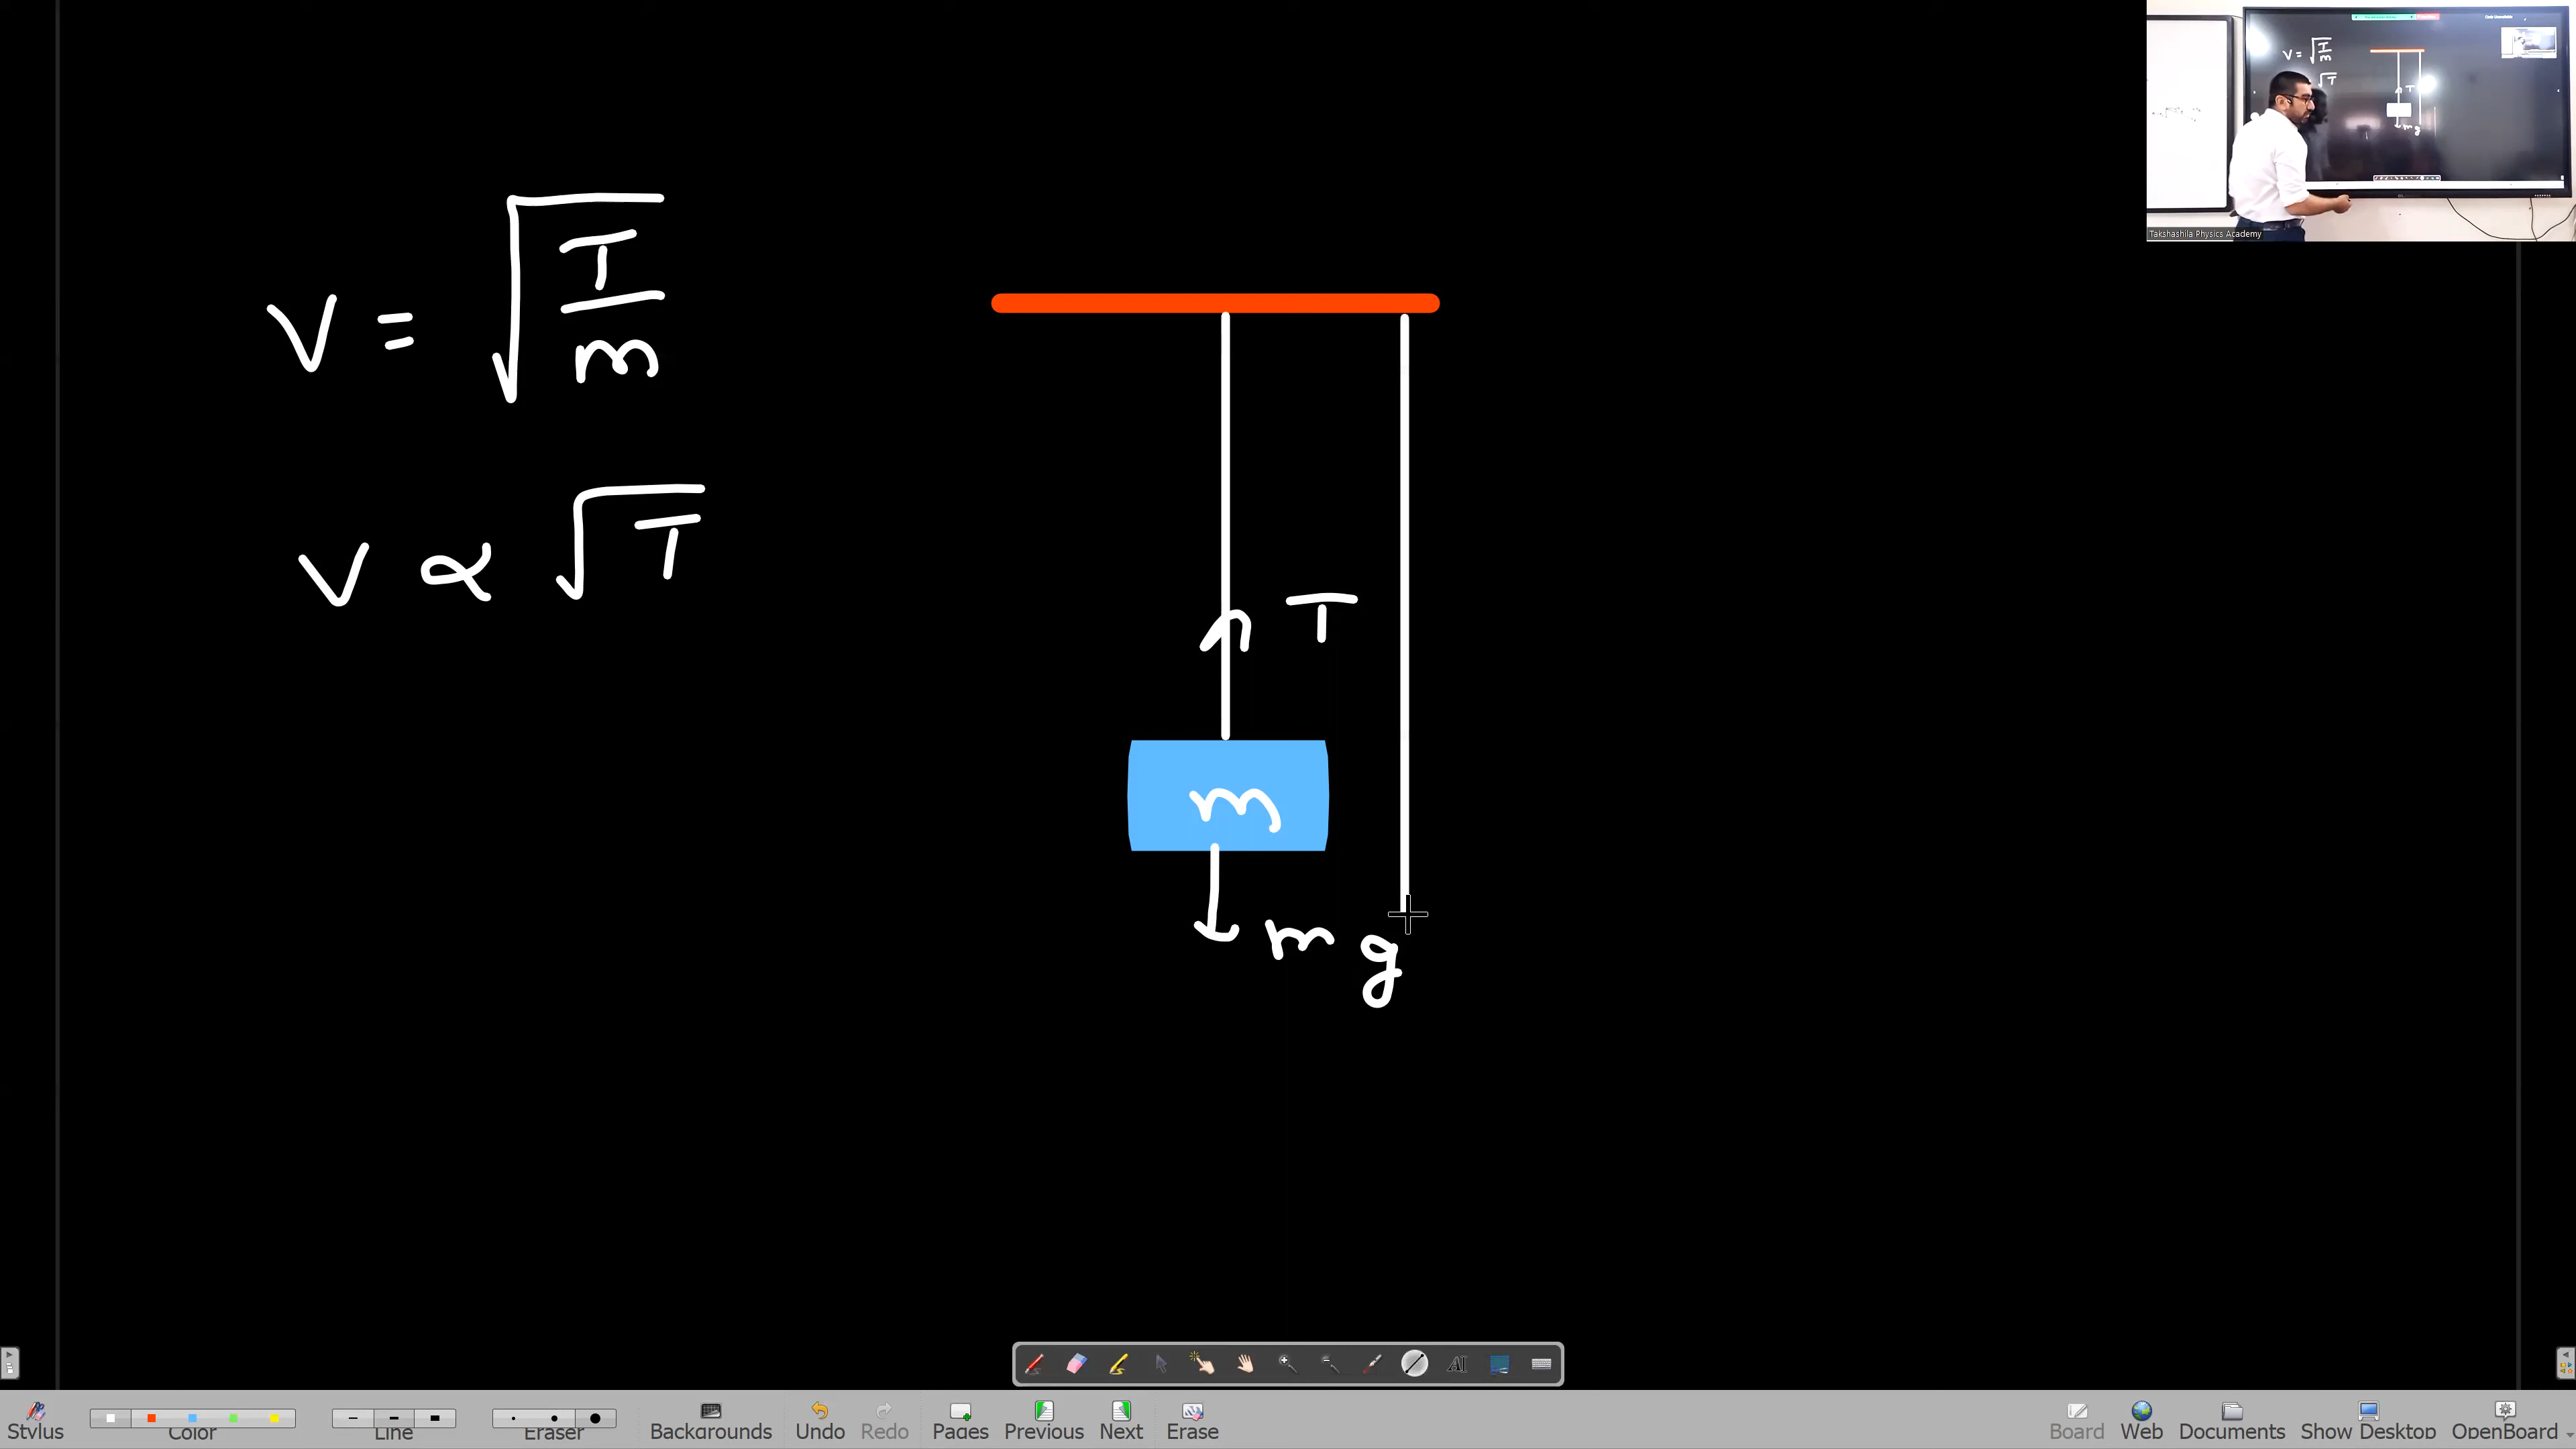 V = √(T/m)
V ∝ √T
T
m
mg
Takshashila Physics Academy
Stylus
Color
Line
Eraser
Backgrounds
Undo
Redo
Pages
Previous
Next
Erase
Board
Web
Documents
Show Desktop
OpenBoard